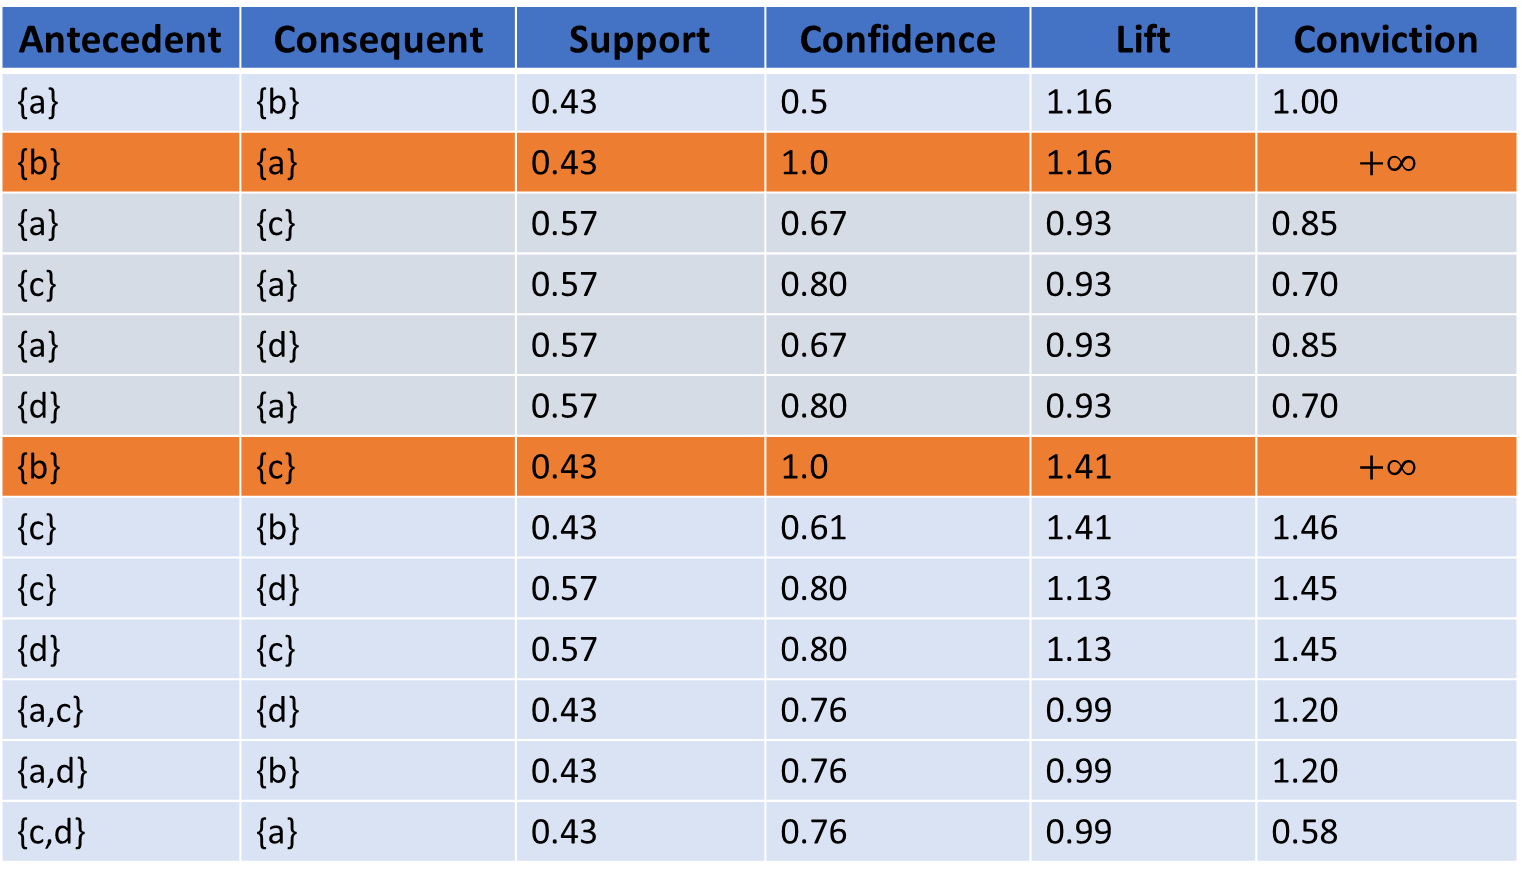 Antecedent Consequent Support Confidence Lift Conviction
{a} {b} 0.43 0.5 1.16 1.00
{b} {a} 0.43 1.0 1.16 +∞
{a} {c} 0.57 0.67 0.93 0.85
{c} {a} 0.57 0.80 0.93 0.70
{a} {d} 0.57 0.67 0.93 0.85
{d} {a} 0.57 0.80 0.93 0.70
{b} {c} 0.43 1.0 1.41 +∞
{c} {b} 0.43 0.61 1.41 1.46
{c} {d} 0.57 0.80 1.13 1.45
{d} {c} 0.57 0.80 1.13 1.45
{a,c} {d} 0.43 0.76 0.99 1.20
{a,d} {b} 0.43 0.76 0.99 1.20
{c,d} {a} 0.43 0.76 0.99 0.58